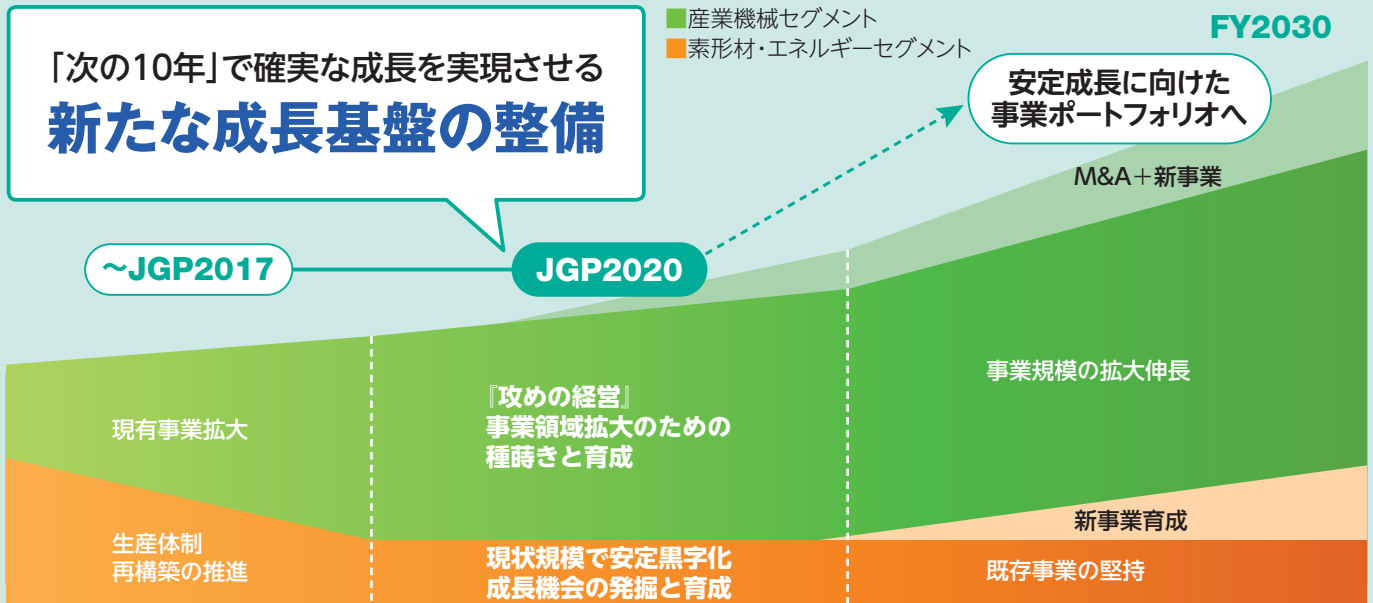 「次の10年」で確実な成長を実現させる
新たな成長基盤の整備
■産業機械セグメント
■素形材・エネルギーセグメント
FY2030
安定成長に向けた
事業ポートフォリオへ
M&A＋新事業
～JGP2017
JGP2020
現有事業拡大
『攻めの経営』
事業領域拡大のための
種蒔きと育成
事業規模の拡大伸長
新事業育成
生産体制
再構築の推進
現状規模で安定黒字化
成長機会の発掘と育成
既存事業の堅持